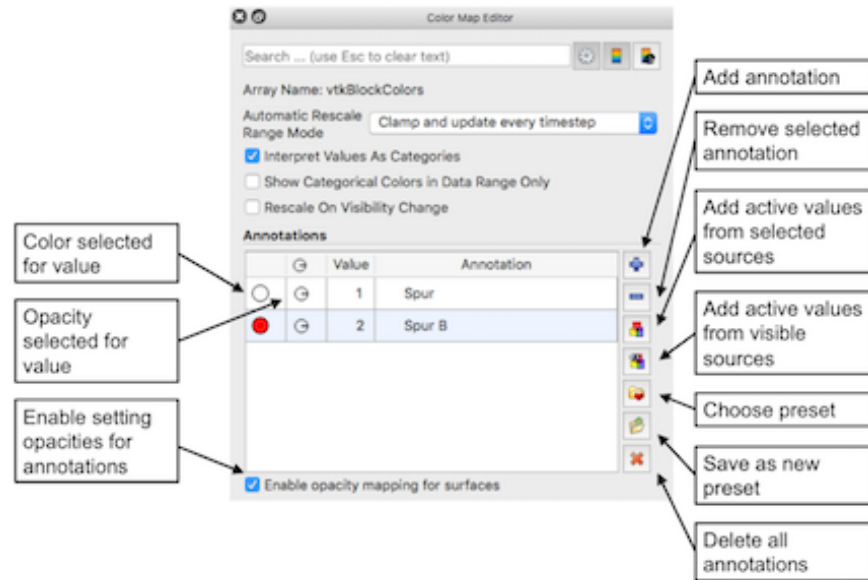 Color Map Editor
Search ... (use Esc to clear text)
Array Name: vtkBlockColors
Automatic Rescale
Range Mode
Clamp and update every timestep
Interpret Values As Categories
Show Categorical Colors in Data Range Only
Rescale On Visibility Change
Annotations
Value Annotation
1 Spur
2 Spur B
Enable opacity mapping for surfaces
Color selected
for value
Opacity
selected for
value
Enable setting
opacities for
annotations
Add annotation
Remove selected
annotation
Add active values
from selected
sources
Add active values
from visible
sources
Choose preset
Save as new
preset
Delete all
annotations